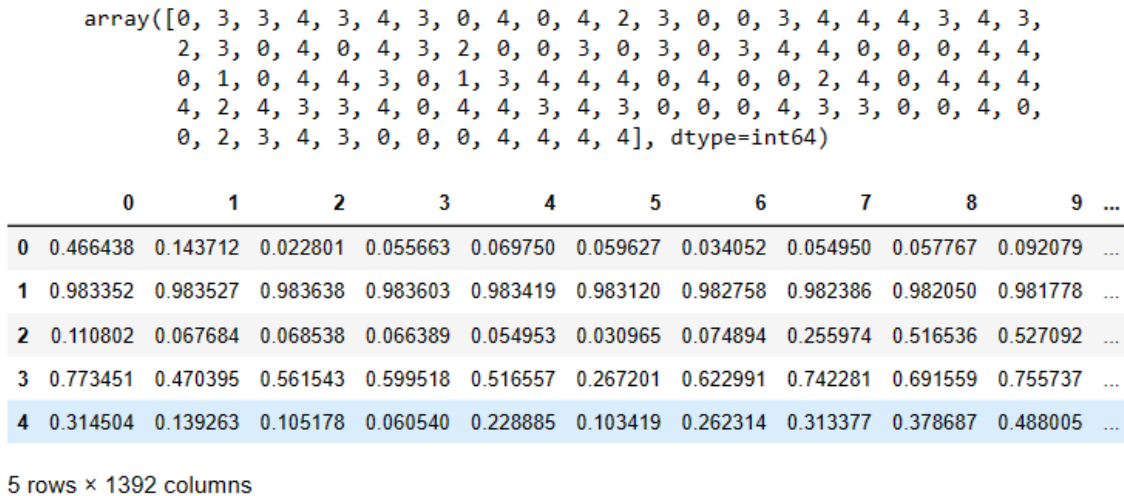 array([0, 3, 3, 4, 3, 4, 3, 0, 4, 0, 4, 2, 3, 0, 0, 3, 4, 4, 4, 3, 4, 3,
2, 3, 0, 4, 0, 4, 3, 2, 0, 0, 3, 0, 3, 0, 3, 4, 4, 0, 0, 0, 4, 4,
0, 1, 0, 4, 4, 3, 0, 1, 3, 4, 4, 4, 0, 4, 0, 0, 2, 4, 0, 4, 4, 4,
4, 2, 4, 3, 3, 4, 0, 4, 4, 3, 4, 3, 0, 0, 0, 4, 3, 3, 0, 0, 4, 0,
0, 2, 3, 4, 3, 0, 0, 0, 4, 4, 4, 4], dtype=int64)
0 1 2 3 4 5 6 7 8 9 ...
0 0.466438 0.143712 0.022801 0.055663 0.069750 0.059627 0.034052 0.054950 0.057767 0.092079 ...
1 0.983352 0.983527 0.983638 0.983603 0.983419 0.983120 0.982758 0.982386 0.982050 0.981778 ...
2 0.110802 0.067684 0.068538 0.066389 0.054953 0.030965 0.074894 0.255974 0.516536 0.527092 ...
3 0.773451 0.470395 0.561543 0.599518 0.516557 0.267201 0.622991 0.742281 0.691559 0.755737 ...
4 0.314504 0.139263 0.105178 0.060540 0.228885 0.103419 0.262314 0.313377 0.378687 0.488005 ...
5 rows × 1392 columns